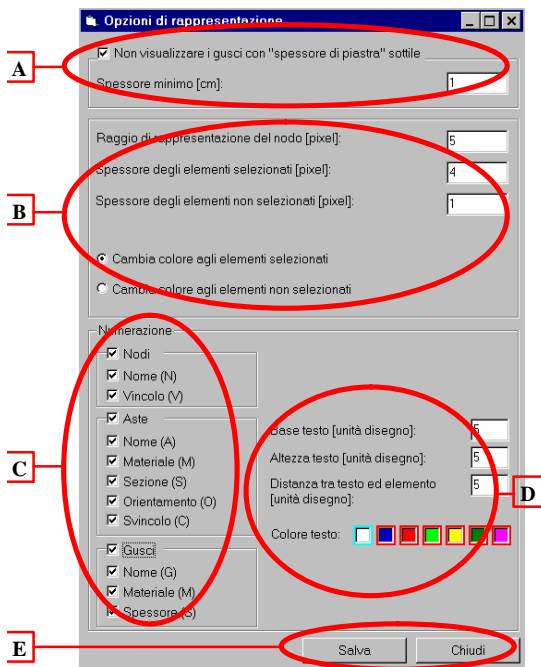 Opzioni di rappresentazione
Non visualizzare i gusci con "spessore di piastra" sottile
A
Spessore minimo [cm]: 1
Raggio di rappresentazione del nodo [pixel]: 5
Spessore degli elementi selezionati [pixel]: 4
B
Spessore degli elementi non selezionati [pixel]: 1
Cambia colore agli elementi selezionati
Cambia colore agli elementi non selezionati
Numerazione
Nodi
Nome (N)
Vincolo (V)
Aste
Nome (A)
Materiale (M)
Sezione (S)
Orientamento (O)
Svincolo (C)
C
Gusci
Nome (G)
Materiale (M)
Spessore (S)
Base testo [unità disegno]: 5
Altezza testo [unità disegno]: 5
Distanza tra testo ed elemento 5
[unità disegno]:
D
Colore testo:
E
Salva Chiudi